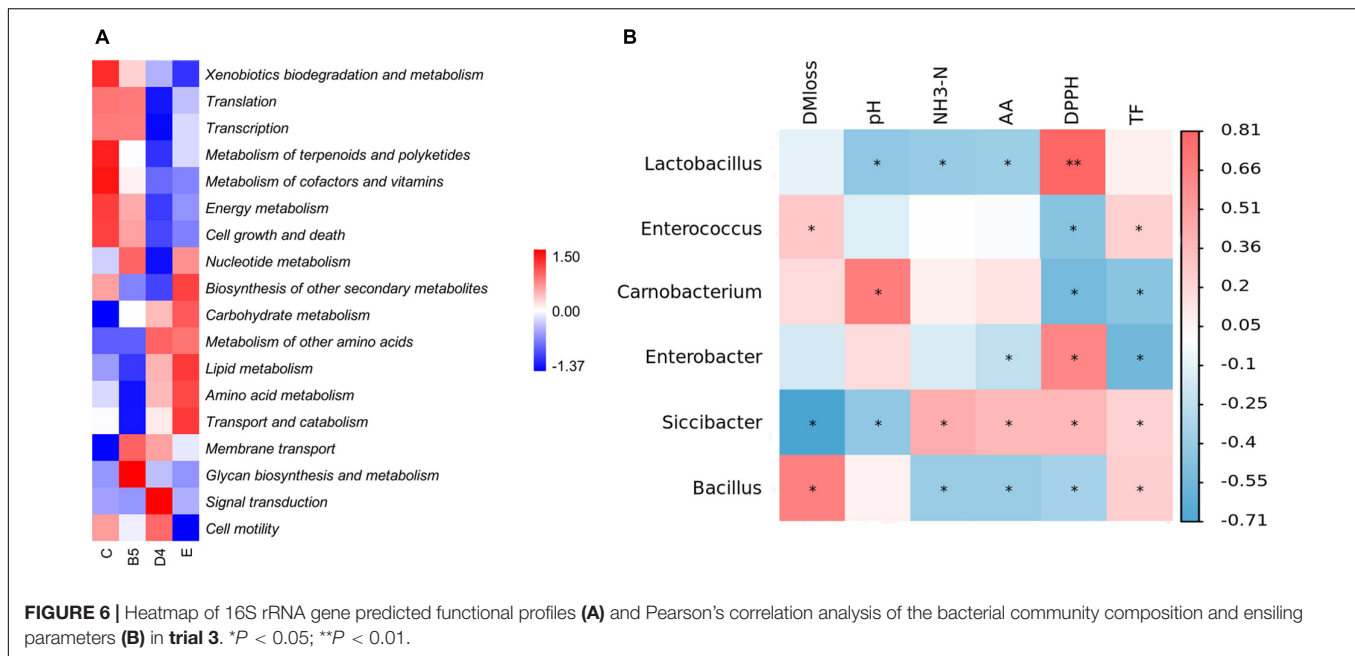 A
Xenobiotics biodegradation and metabolism
Translation
Transcription
Metabolism of terpenoids and polyketides
Metabolism of cofactors and vitamins
Energy metabolism
Cell growth and death
Nucleotide metabolism
Biosynthesis of other secondary metabolites
Carbohydrate metabolism
Metabolism of other amino acids
Lipid metabolism
Amino acid metabolism
Transport and catabolism
Membrane transport
Glycan biosynthesis and metabolism
Signal transduction
Cell motility
C B5 D4 E
1.50
0.00
-1.37
B
DMloss pH NH3-N AA DPPH TF
Lactobacillus * * * **
Enterococcus * * *
Carnobacterium * * *
Enterobacter * * *
Siccibacter * * * * * *
Bacillus * * * * *
0.81
0.66
0.51
0.36
0.2
0.05
-0.1
-0.25
-0.4
-0.55
-0.71
FIGURE 6 | Heatmap of 16S rRNA gene predicted functional profiles (A) and Pearson's correlation analysis of the bacterial community composition and ensiling
parameters (B) in trial 3. *P < 0.05; **P < 0.01.